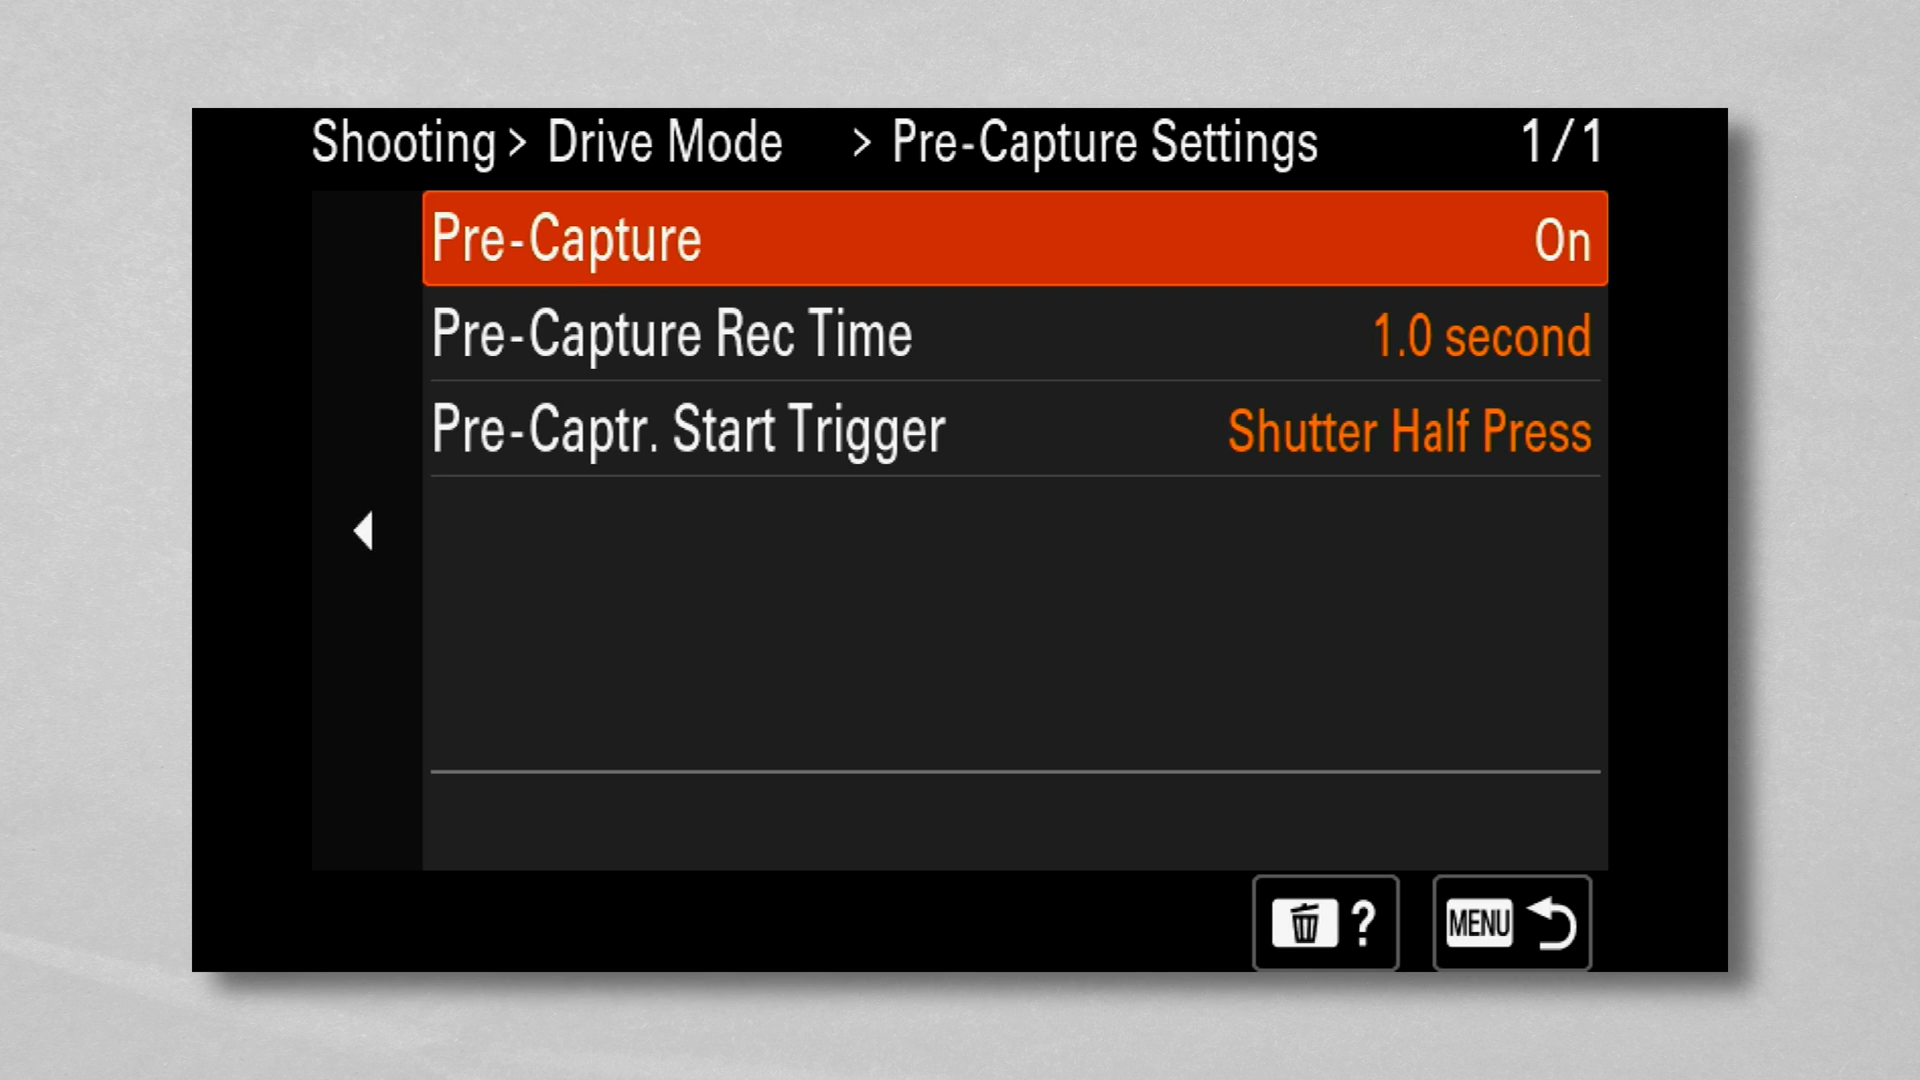 Shooting > Drive Mode > Pre-Capture Settings 1/1
Pre-Capture On
Pre-Capture Rec Time 1.0 second
Pre-Captr. Start Trigger Shutter Half Press
? MENU